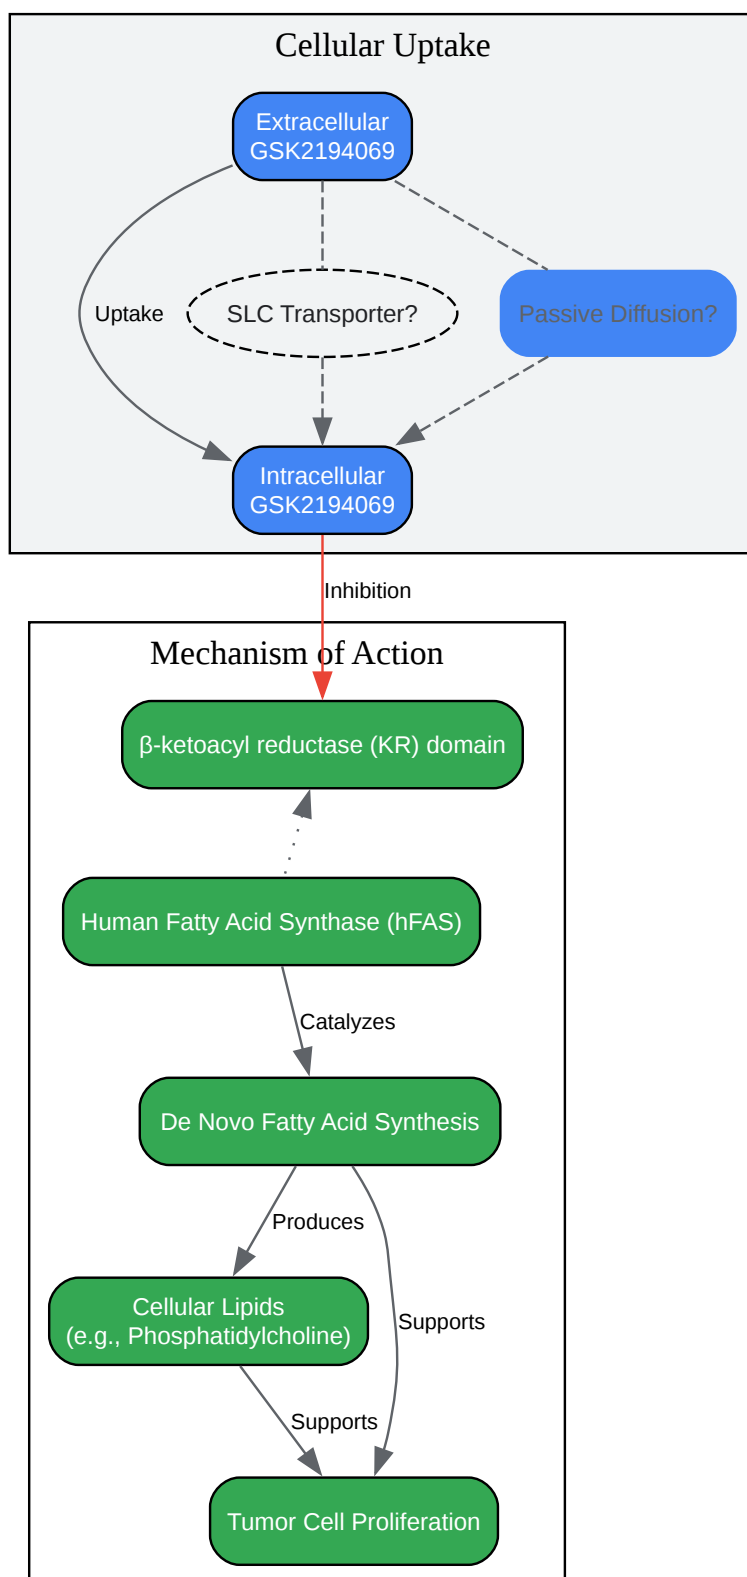 Cellular Uptake
Extracellular
GSK2194069
Uptake
SLC Transporter?
Passive Diffusion?
Intracellular
GSK2194069
Inhibition
Mechanism of Action
β-ketoacyl reductase (KR) domain
Human Fatty Acid Synthase (hFAS)
Catalyzes
De Novo Fatty Acid Synthesis
Produces
Cellular Lipids
(e.g., Phosphatidylcholine)
Supports
Supports
Tumor Cell Proliferation